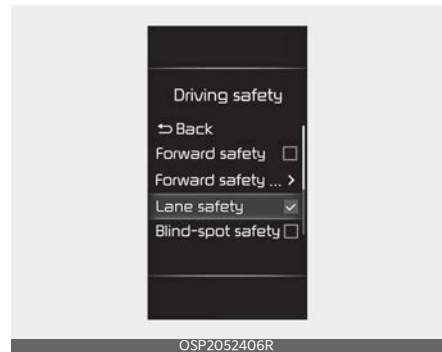 Driving safety
Back
Forward safety
Forward safety ...
Lane safety
Blind-spot safety
OSP2052406R